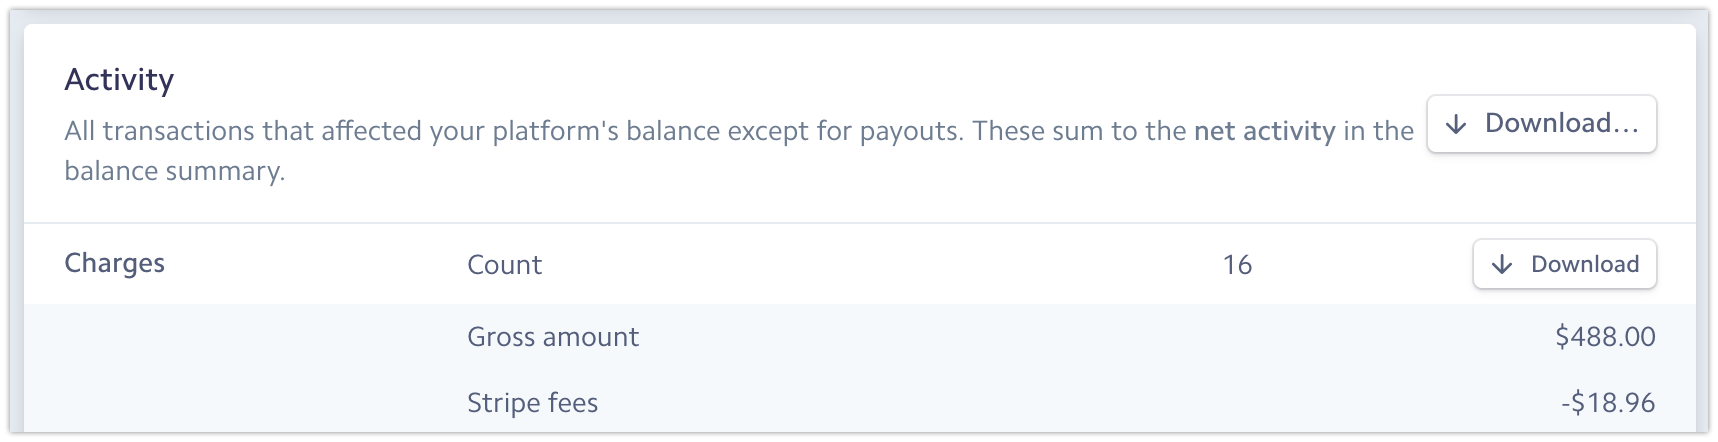 Activity
All transactions that affected your platform's balance except for payouts. These sum to the net activity in the
balance summary.
Download...
Charges Count 16 Download
Gross amount $488.00
Stripe fees -$18.96